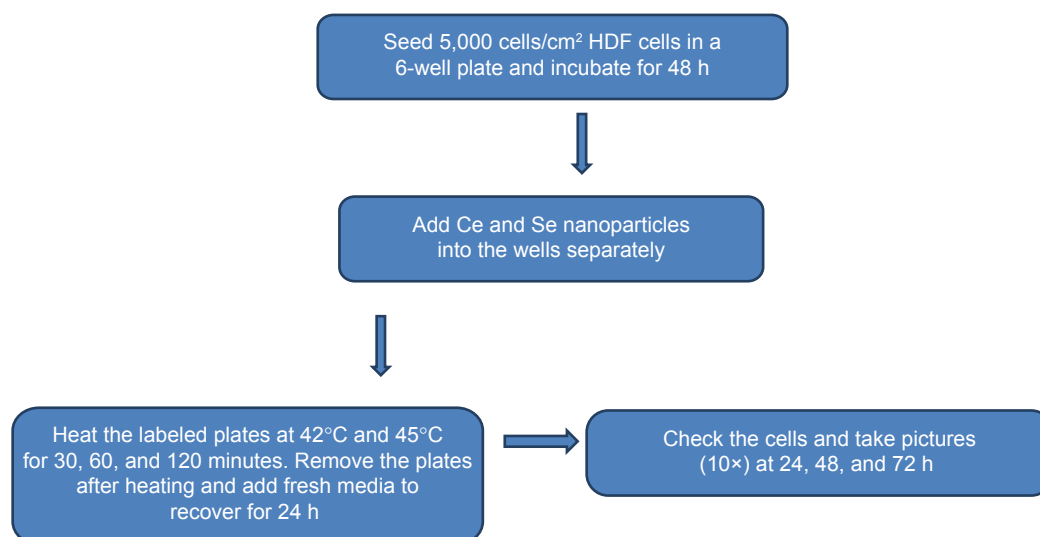 Seed 5,000 cells/cm² HDF cells in a
6-well plate and incubate for 48 h
Add Ce and Se nanoparticles
into the wells separately
Heat the labeled plates at 42°C and 45°C
for 30, 60, and 120 minutes. Remove the plates
after heating and add fresh media to
recover for 24 h
Check the cells and take pictures
(10×) at 24, 48, and 72 h